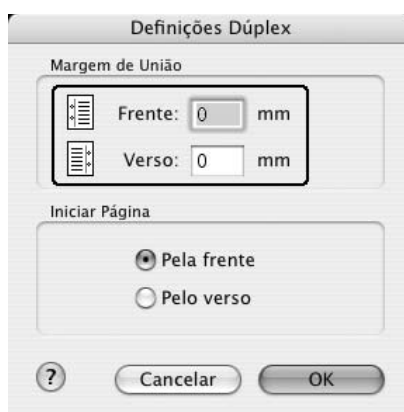 Definições Dúplex
Margem de União
Frente: 0 mm
Verso: 0 mm
Iniciar Página
Pela frente
Pelo verso
? Cancelar OK